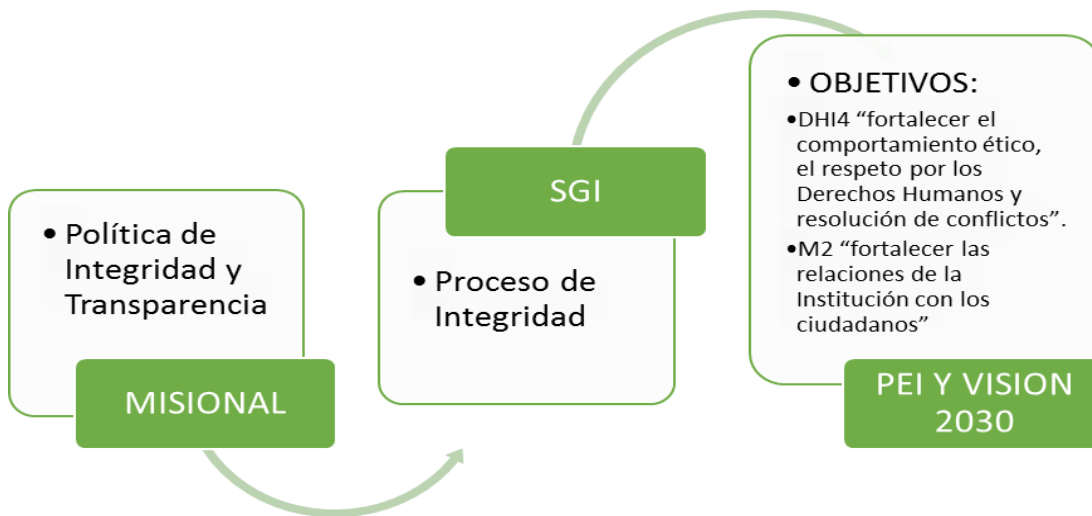 • Política de
Integridad y
Transparencia
MISIONAL
SGI
• Proceso de
Integridad
• OBJETIVOS:
•DHI4 “fortalecer el
comportamiento ético,
el respeto por los
Derechos Humanos y
resolución de conflictos”.
•M2 “fortalecer las
relaciones de la
Institución con los
ciudadanos”
PEI Y VISION
2030